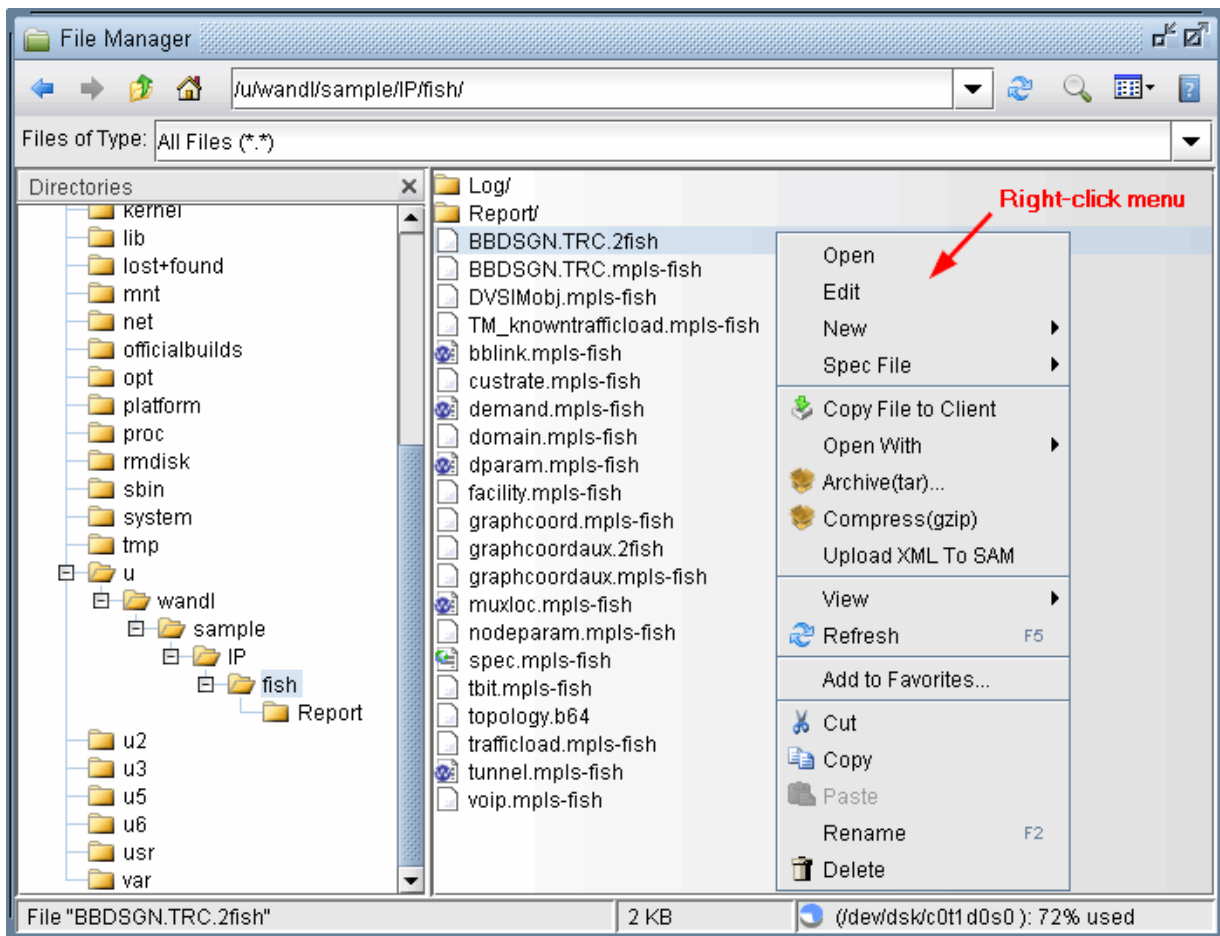 File Manager
/u/wandl/sample/IP/fish/
Files of Type: All Files (*.*)
Directories
kernel
lib
lost+found
mnt
net
officialbuilds
opt
platform
proc
rmdisk
sbin
system
tmp
u
wandl
sample
IP
fish
Report
u2
u3
u5
u6
usr
var
Log/
Report/
BBDSGN.TRC.2fish
BBDSGN.TRC.mpls-fish
DVSIMobj.mpls-fish
TM_knowntrafficload.mpls-fish
bblink.mpls-fish
custrate.mpls-fish
demand.mpls-fish
domain.mpls-fish
dparam.mpls-fish
facility.mpls-fish
graphcoord.mpls-fish
graphcoordaux.2fish
graphcoordaux.mpls-fish
muxloc.mpls-fish
nodeparam.mpls-fish
spec.mpls-fish
tbit.mpls-fish
topology.b64
trafficload.mpls-fish
tunnel.mpls-fish
voip.mpls-fish
Right-click menu
Open
Edit
New
Spec File
Copy File to Client
Open With
Archive(tar)...
Compress(gzip)
Upload XML To SAM
View
Refresh F5
Add to Favorites...
Cut
Copy
Paste
Rename F2
Delete
File "BBDSGN.TRC.2fish"
2 KB
(/dev/dsk/c0t1d0s0 ): 72% used